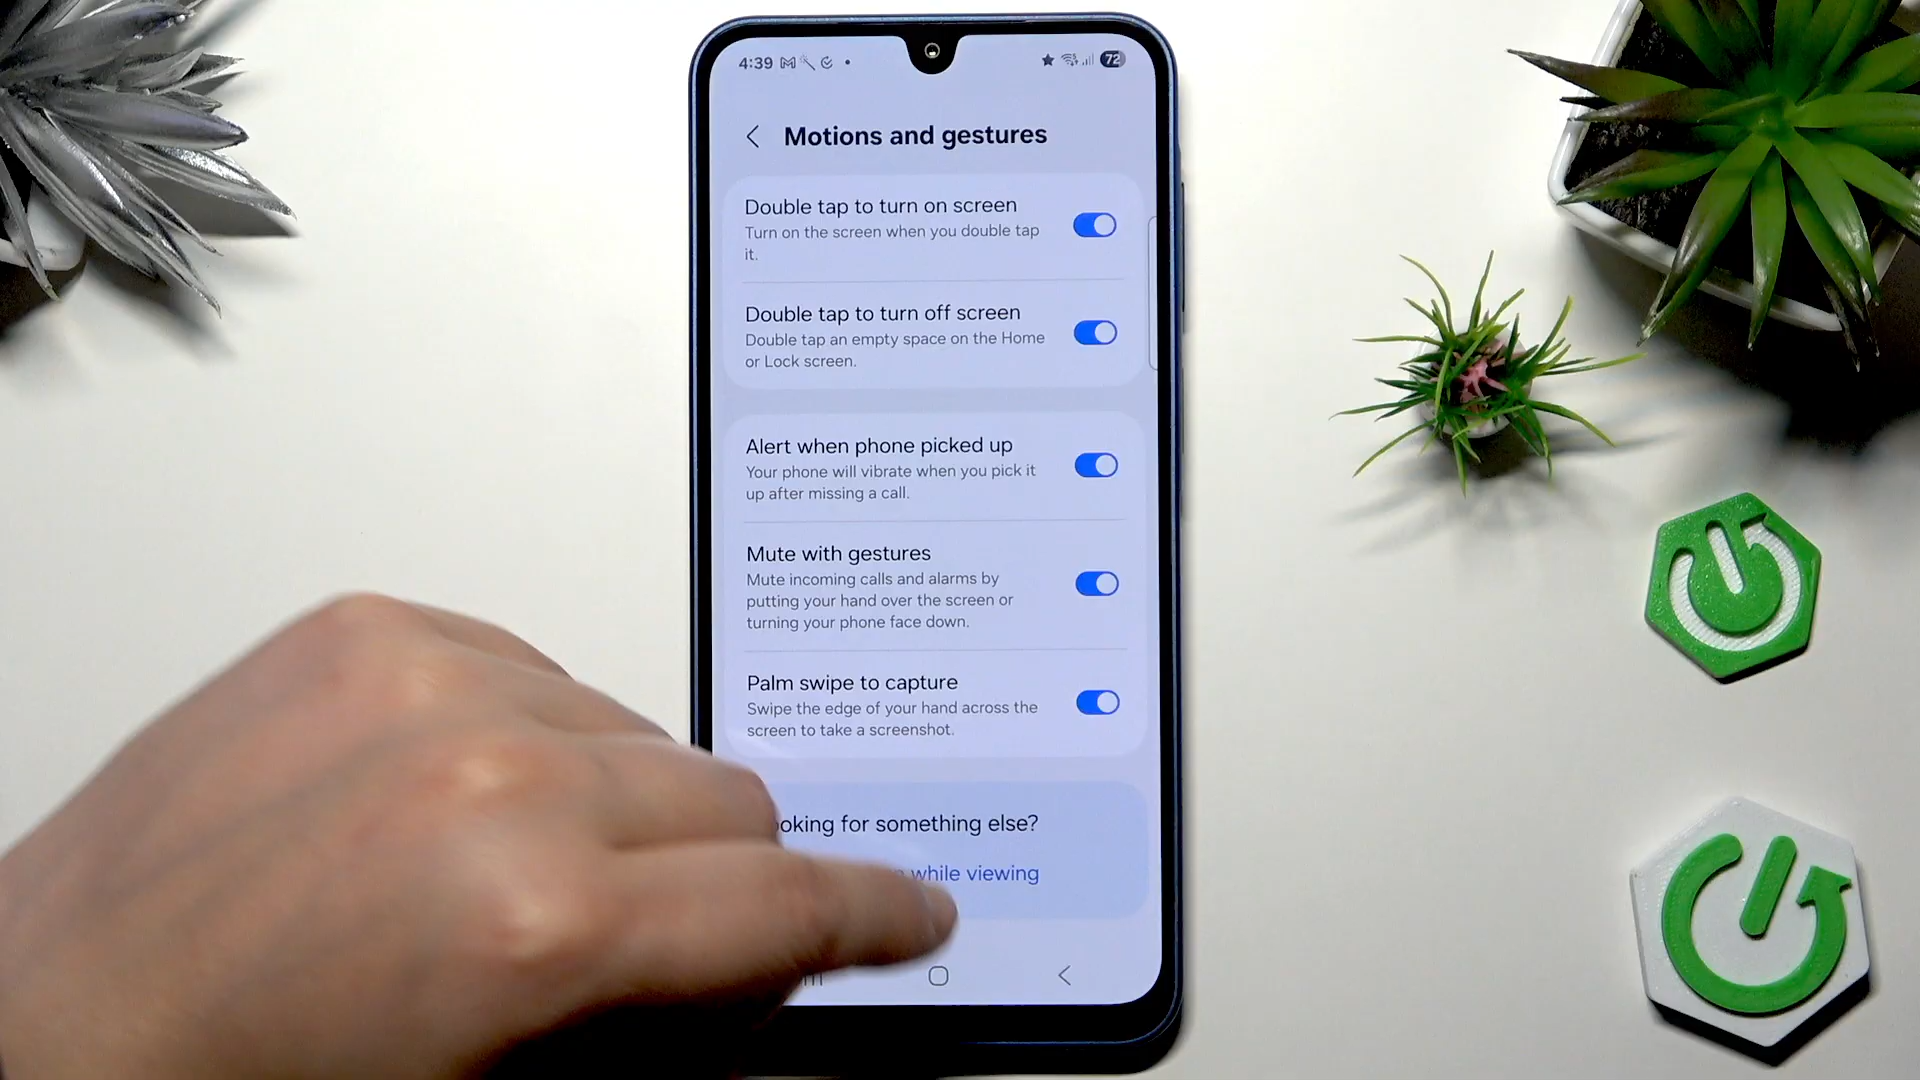 4:39
72
Motions and gestures
Double tap to turn on screen
Turn on the screen when you double tap
it.
Double tap to turn off screen
Double tap an empty space on the Home
or Lock screen.
Alert when phone picked up
Your phone will vibrate when you pick it
up after missing a call.
Mute with gestures
Mute incoming calls and alarms by
putting your hand over the screen or
turning your phone face down.
Palm swipe to capture
Swipe the edge of your hand across the
screen to take a screenshot.
ooking for something else?
while viewing